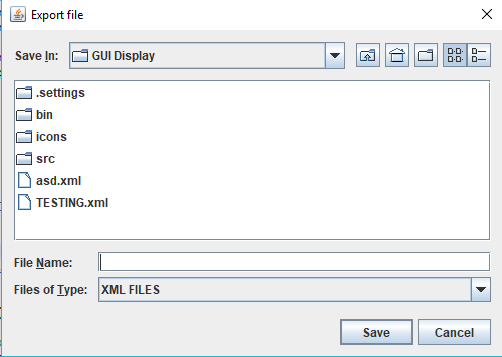 Export file
Save In: GUI Display
.settings
bin
icons
src
asd.xml
TESTING.xml
File Name:
Files of Type: XML FILES
Save Cancel